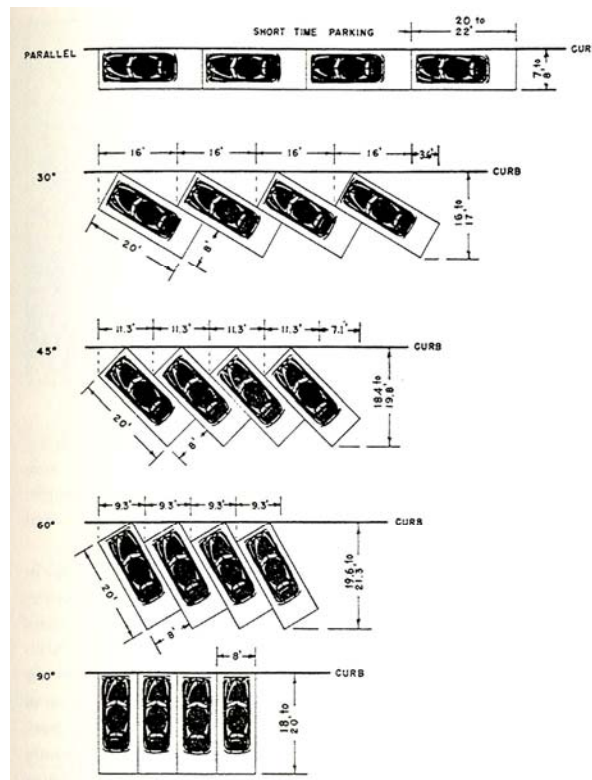 SHORT TIME PARKING
20 to
22'
PARALLEL
CUR
7 to
8'
16' 16' 16' 16' 3.4'
30°
CURB
16 to
17'
20'
8'
11.3' 11.3' 11.3' 11.3' 7.1'
45°
CURB
18.4 to
19.8'
20'
8'
9.3' 9.3' 9.3' 9.3'
60°
CURB
19.6 to
21.3'
20'
8'
8'
90°
CURB
18 to
20'